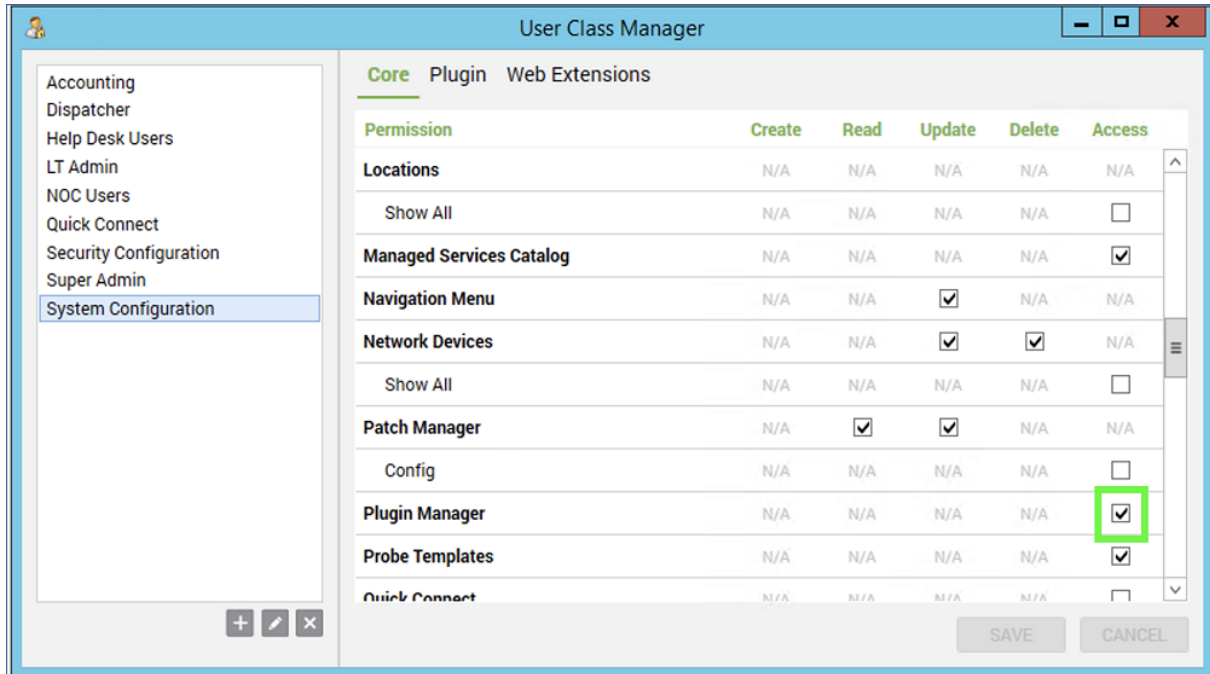 User Class Manager
Accounting
Dispatcher
Help Desk Users
LT Admin
NOC Users
Quick Connect
Security Configuration
Super Admin
System Configuration
Core Plugin Web Extensions
Permission Create Read Update Delete Access
Locations N/A N/A N/A N/A N/A
Show All N/A N/A N/A N/A
Managed Services Catalog N/A N/A N/A N/A
Navigation Menu N/A N/A N/A N/A
Network Devices N/A N/A N/A
Show All N/A N/A N/A N/A
Patch Manager N/A N/A N/A
Config N/A N/A N/A N/A
Plugin Manager N/A N/A N/A N/A
Probe Templates N/A N/A N/A N/A
Quick Connect N/A N/A N/A N/A
SAVE CANCEL